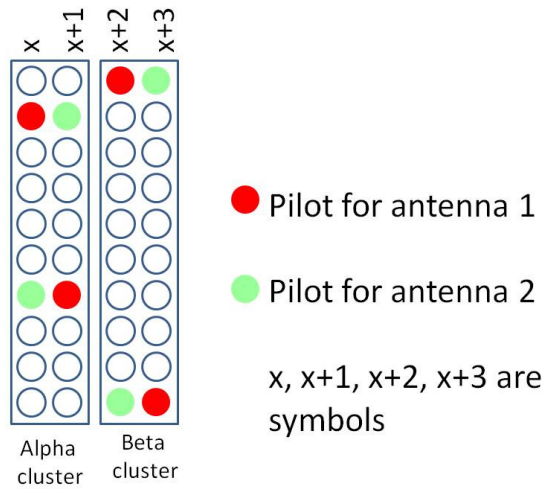 x
x+1
x+2
x+3
Pilot for antenna 1
Pilot for antenna 2
x, x+1, x+2, x+3 are
symbols
Alpha
cluster
Beta
cluster